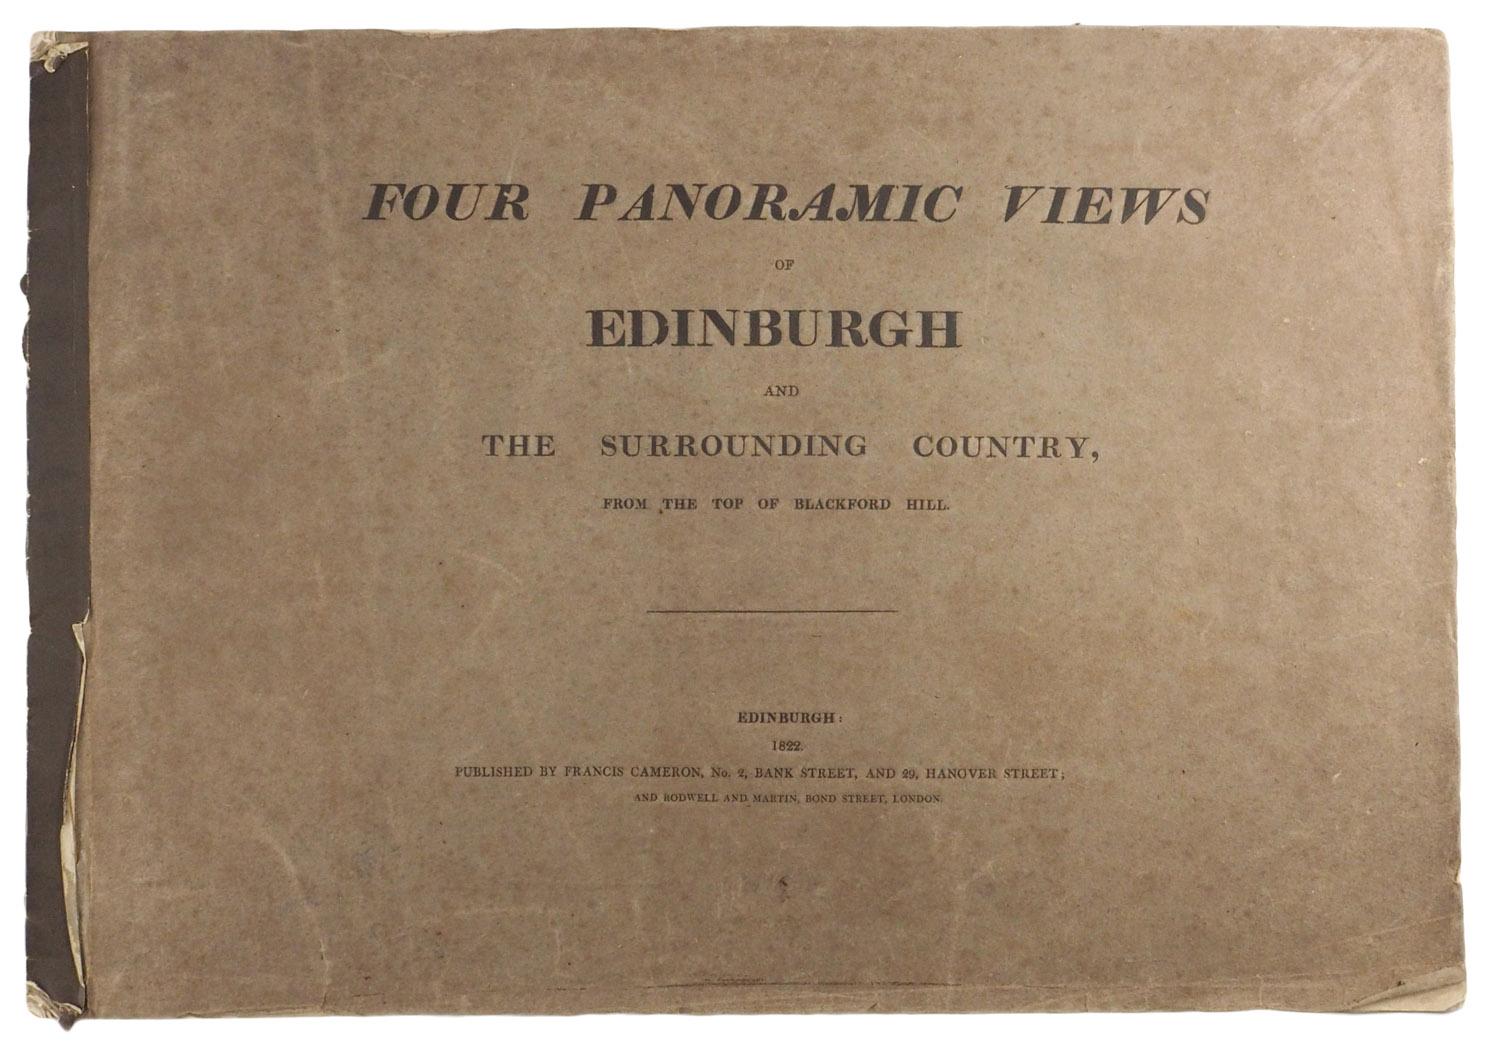 FOUR PANORAMIC VIEWS
OF
EDINBURGH
AND
THE SURROUNDING COUNTRY,
FROM THE TOP OF BLACKFORD HILL.
EDINBURGH:
1822.
PUBLISHED BY FRANCIS CAMERON, No. 2, BANK STREET, AND 29, HANOVER STREET;
AND RODWELL AND MARTIN, BOND STREET, LONDON.